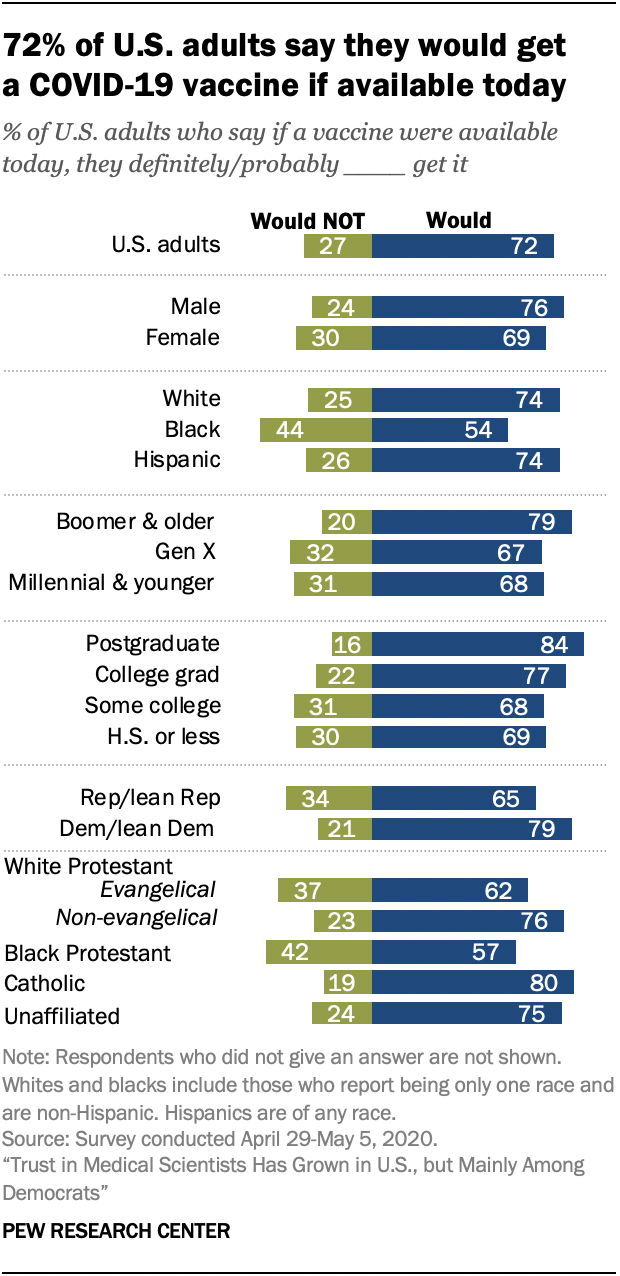 72% of U.S. adults say they would get
a COVID-19 vaccine if available today
% of U.S. adults who say if a vaccine were available
today, they definitely/probably ____ get it
Would NOT Would
U.S. adults 27 72
Male 24 76
Female 30 69
White 25 74
Black 44 54
Hispanic 26 74
Boomer & older 20 79
Gen X 32 67
Millennial & younger 31 68
Postgraduate 16 84
College grad 22 77
Some college 31 68
H.S. or less 30 69
Rep/lean Rep 34 65
Dem/lean Dem 21 79
White Protestant
Evangelical 37 62
Non-evangelical 23 76
Black Protestant 42 57
Catholic 19 80
Unaffiliated 24 75
Note: Respondents who did not give an answer are not shown.
Whites and blacks include those who report being only one race and
are non-Hispanic. Hispanics are of any race.
Source: Survey conducted April 29-May 5, 2020.
“Trust in Medical Scientists Has Grown in U.S., but Mainly Among
Democrats”
PEW RESEARCH CENTER